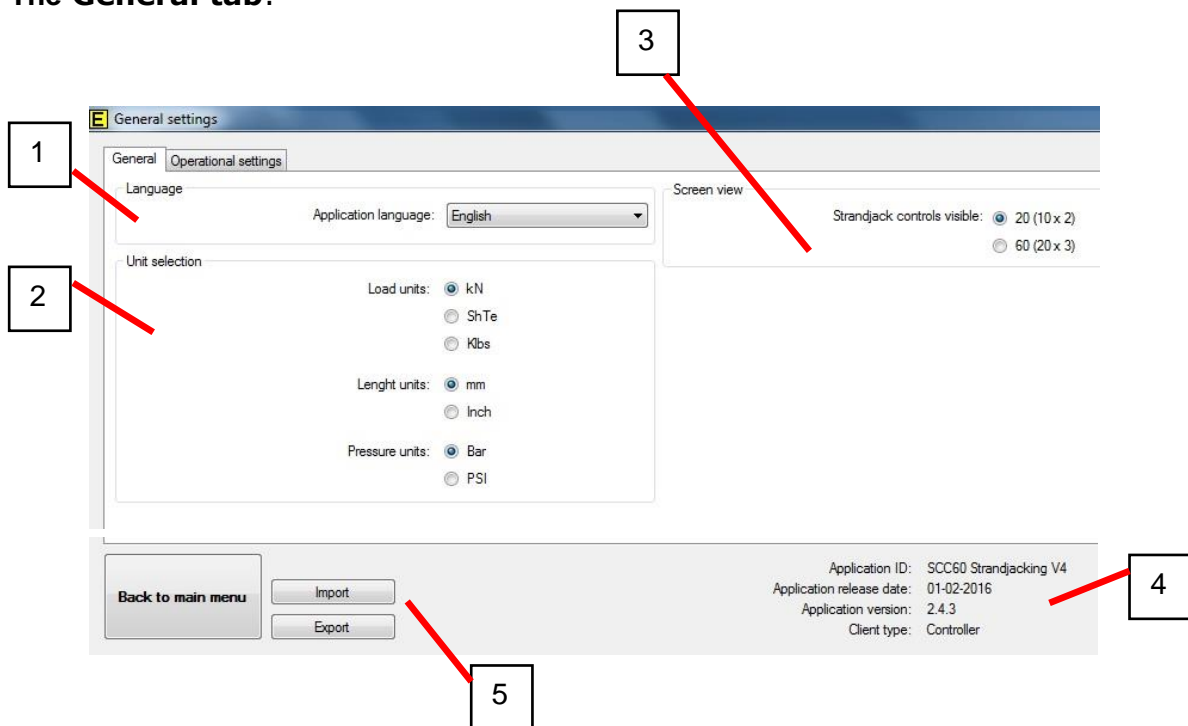 The General tab:
3
General settings
1
General Operational settings
Language
Application language: English
Screen view
Strandjack controls visible: 20 (10 x 2)
60 (20 x 3)
2
Unit selection
Load units: kN
ShTe
Klbs
Lenght units: mm
Inch
Pressure units: Bar
PSI
Back to main menu
Import
Export
Application ID: SCC60 Strandjacking V4
Application release date: 01-02-2016
Application version: 2.4.3
Client type: Controller
4
5